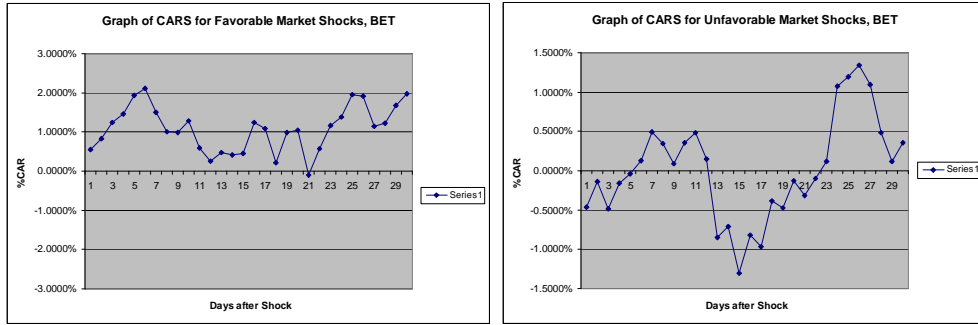 Graph of CARS for Favorable Market Shocks, BET
3.0000%
2.0000%
1.0000%
0.0000%
-1.0000%
-2.0000%
-3.0000%
1 3 5 7 9 11 13 15 17 19 21 23 25 27 29
%CAR
Series1
Days after Shock
Graph of CARS for Unfavorable Market Shocks, BET
1.5000%
1.0000%
0.5000%
0.0000%
-0.5000%
-1.0000%
-1.5000%
1 3 5 7 9 11 13 15 17 19 21 23 25 27 29
%CAR
Series1
Days after Shock